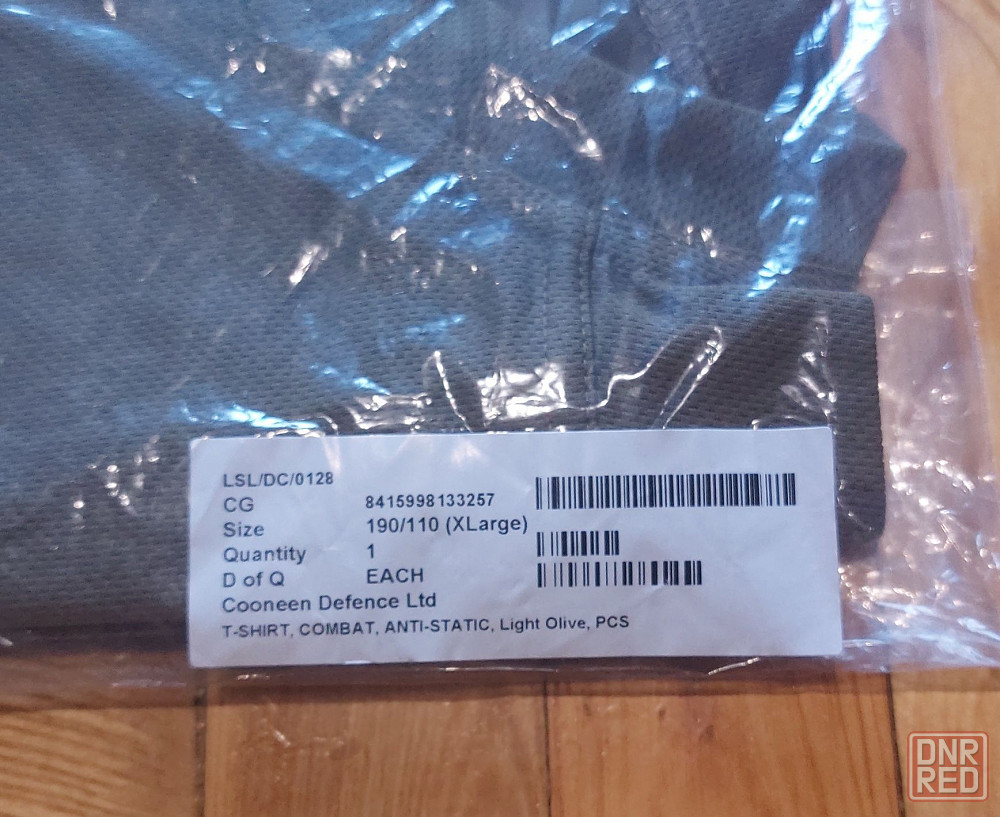 LSL/DC/0128
CG 8415998133257
Size 190/110 (XLarge)
Quantity 1
D of Q EACH
Cooneen Defence Ltd
T-SHIRT, COMBAT, ANTI-STATIC, Light Olive, PCS
DNR
RED